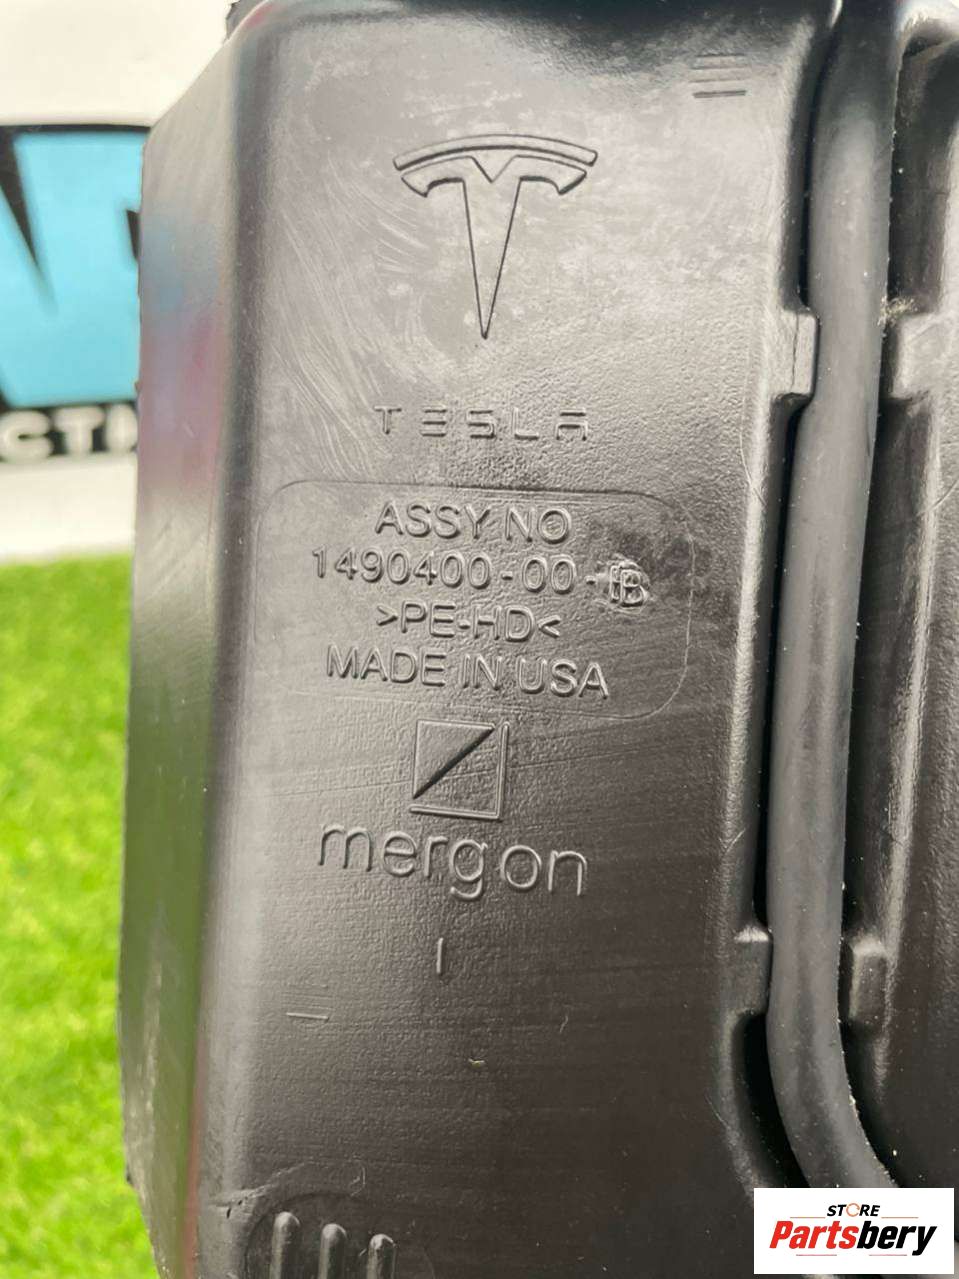 TESLA
ASSY NO
1490400-00-B
>PE-HD<
MADE IN USA
mergon
STORE
Partsbery